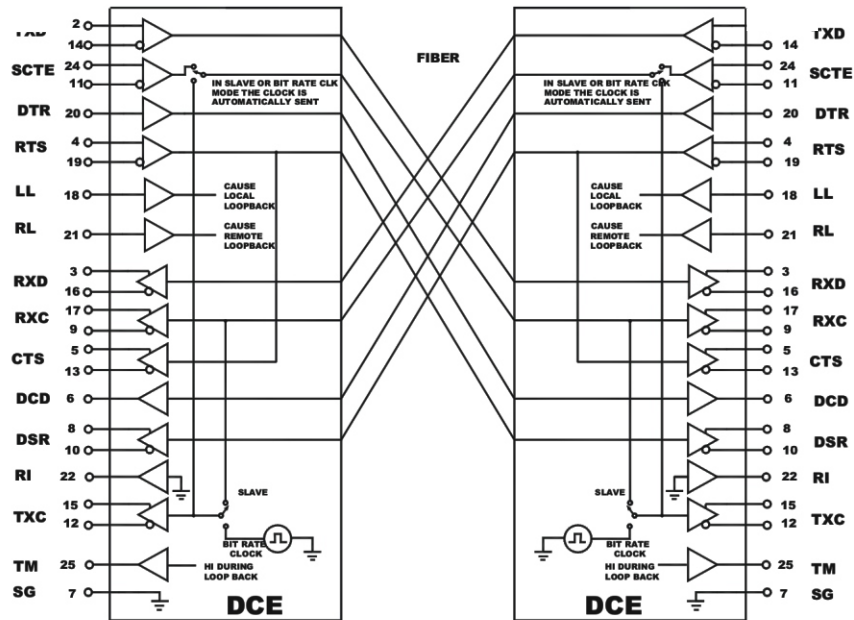 2
TXD
14
SCTE
24
11
DTR
20
RTS
4
19
LL
18
RL
21
RXD
3
16
RXC
17
9
CTS
5
13
DCD
6
DSR
8
10
RI
22
TXC
15
12
TM
25
SG
7
IN SLAVE OR BIT RATE CLK
MODE THE CLOCK IS
AUTOMATICALLY SENT
CAUSE
LOCAL
LOOPBACK
CAUSE
REMOTE
LOOPBACK
SLAVE
BIT RATE
CLOCK
HI DURING
LOOP BACK
DCE
FIBER
IN SLAVE OR BIT RATE CLK
MODE THE CLOCK IS
AUTOMATICALLY SENT
CAUSE
LOCAL
LOOPBACK
CAUSE
REMOTE
LOOPBACK
SLAVE
BIT RATE
CLOCK
HI DURING
LOOP BACK
DCE
TXD
14
24
SCTE
11
20
DTR
4
RTS
19
18
LL
21
RL
3
RXD
16
17
RXC
9
5
CTS
13
6
DCD
8
DSR
10
22
RI
15
TXC
12
25
TM
7
SG